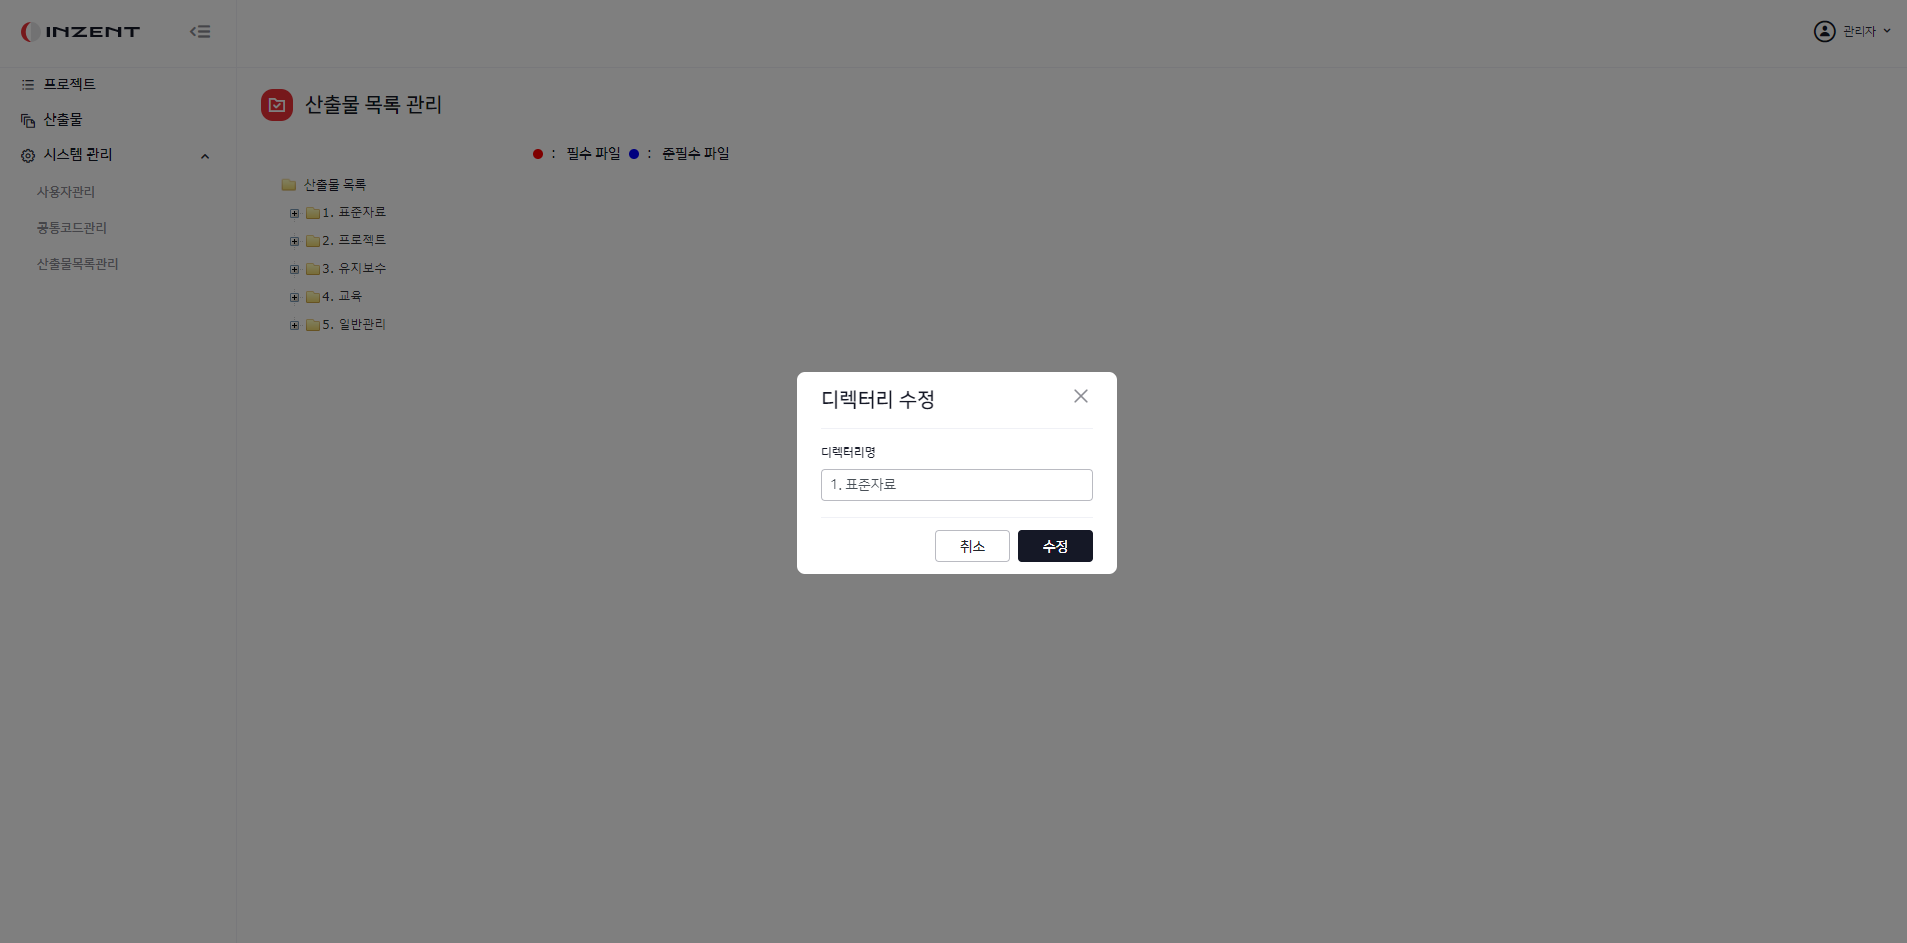 INZENT
관리자
프로젝트
산출물
시스템 관리
사용자관리
공통코드관리
산출물목록관리
산출물 목록 관리
: 필수 파일 : 준필수 파일
산출물 목록
1. 표준자료
2. 프로젝트
3. 유지보수
4. 교육
5. 일반관리
디렉터리 수정
디렉터리명
1. 표준자료
취소 수정